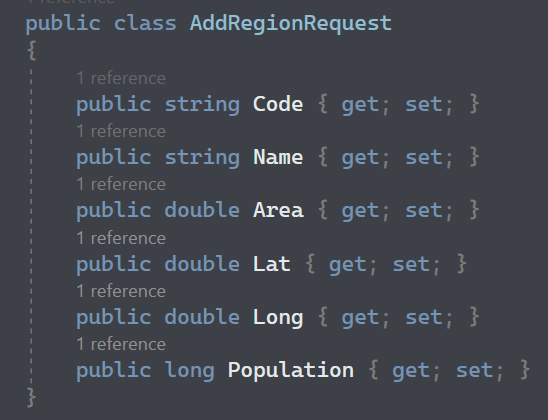 1 reference
public class AddRegionRequest
{
1 reference
public string Code { get; set; }
1 reference
public string Name { get; set; }
1 reference
public double Area { get; set; }
1 reference
public double Lat { get; set; }
1 reference
public double Long { get; set; }
1 reference
public long Population { get; set; }
}